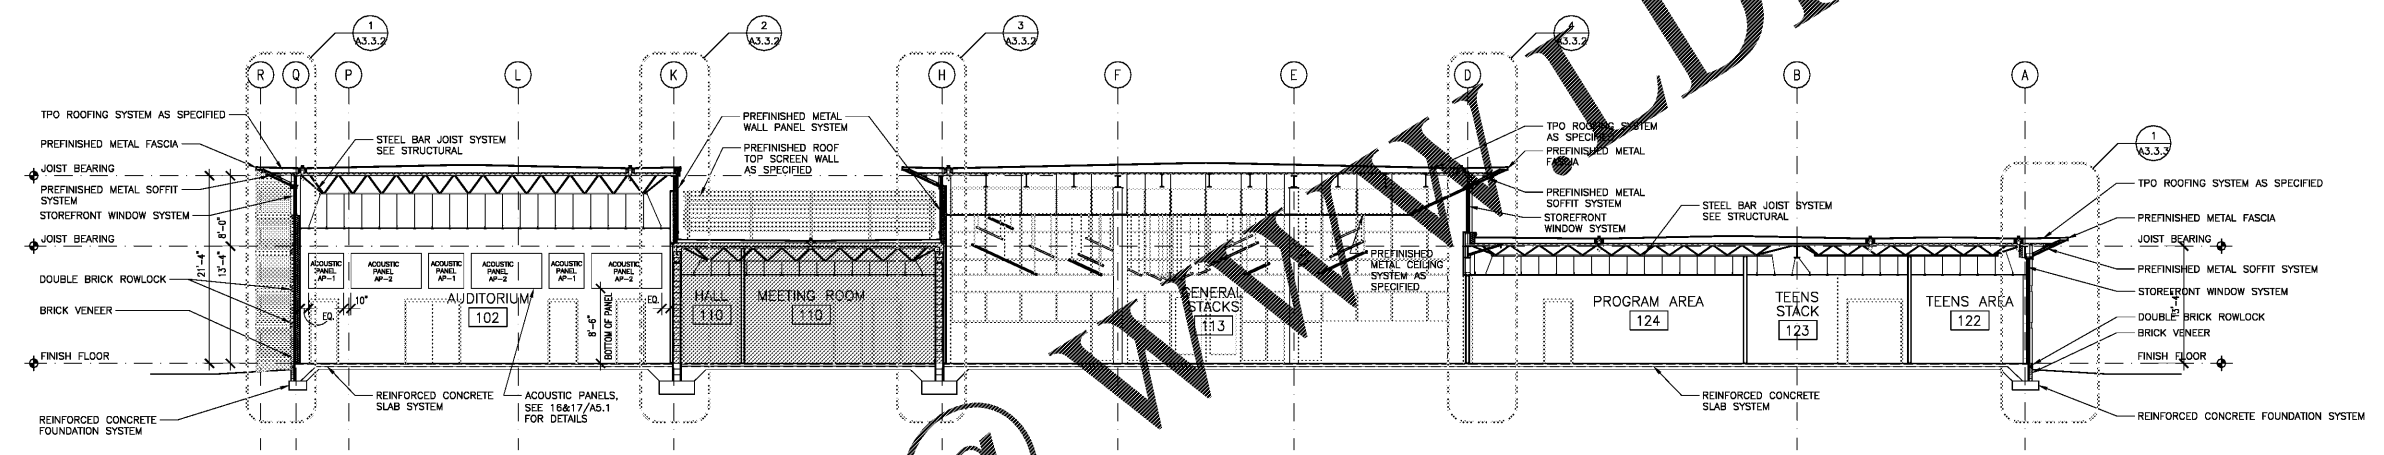 1
A3.3.2
2
A3.3.2
3
A3.3.2
4
A3.3.2
R
Q
P
L
K
H
F
E
D
B
A
1
A3.3.3
TPO ROOFING SYSTEM AS SPECIFIED
PREFINISHED METAL FASCIA
JOIST BEARING
PREFINISHED METAL SOFFIT
SYSTEM
STOREFRONT WINDOW SYSTEM
JOIST BEARING
DOUBLE BRICK ROWLOCK
BRICK VENEER
FINISH FLOOR
REINFORCED CONCRETE
FOUNDATION SYSTEM
21'-4"
8'-0"
13'-4"
STEEL BAR JOIST SYSTEM
SEE STRUCTURAL
ACOUSTIC
PANEL
AP-1
ACOUSTIC
PANEL
AP-2
ACOUSTIC
PANEL
AP-1
ACOUSTIC
PANEL
AP-2
ACOUSTIC
PANEL
AP-1
ACOUSTIC
PANEL
AP-2
10"
EQ.
EQ.
AUDITORIUM
102
8'-6"
BOTTOM OF PANEL
REINFORCED CONCRETE
SLAB SYSTEM
ACOUSTIC PANELS,
SEE 16&17/A5.1
FOR DETAILS
PREFINISHED METAL
WALL PANEL SYSTEM
PREFINISHED ROOF
TOP SCREEN WALL
AS SPECIFIED
HALL
110
MEETING ROOM
110
GENERAL
STACKS
113
PREFINISHED
METAL CEILING
SYSTEM AS
SPECIFIED
TPO ROOFING SYSTEM
AS SPECIFIED
PREFINISHED METAL
FASCIA
PREFINISHED METAL
SOFFIT SYSTEM
STOREFRONT
WINDOW SYSTEM
STEEL BAR JOIST SYSTEM
SEE STRUCTURAL
PROGRAM AREA
124
TEENS
STACK
123
TEENS AREA
122
REINFORCED CONCRETE
SLAB SYSTEM
TPO ROOFING SYSTEM AS SPECIFIED
PREFINISHED METAL FASCIA
JOIST BEARING
PREFINISHED METAL SOFFIT SYSTEM
STOREFRONT WINDOW SYSTEM
13'-4"
DOUBLE BRICK ROWLOCK
BRICK VENEER
FINISH FLOOR
REINFORCED CONCRETE FOUNDATION SYSTEM
WWW.LD